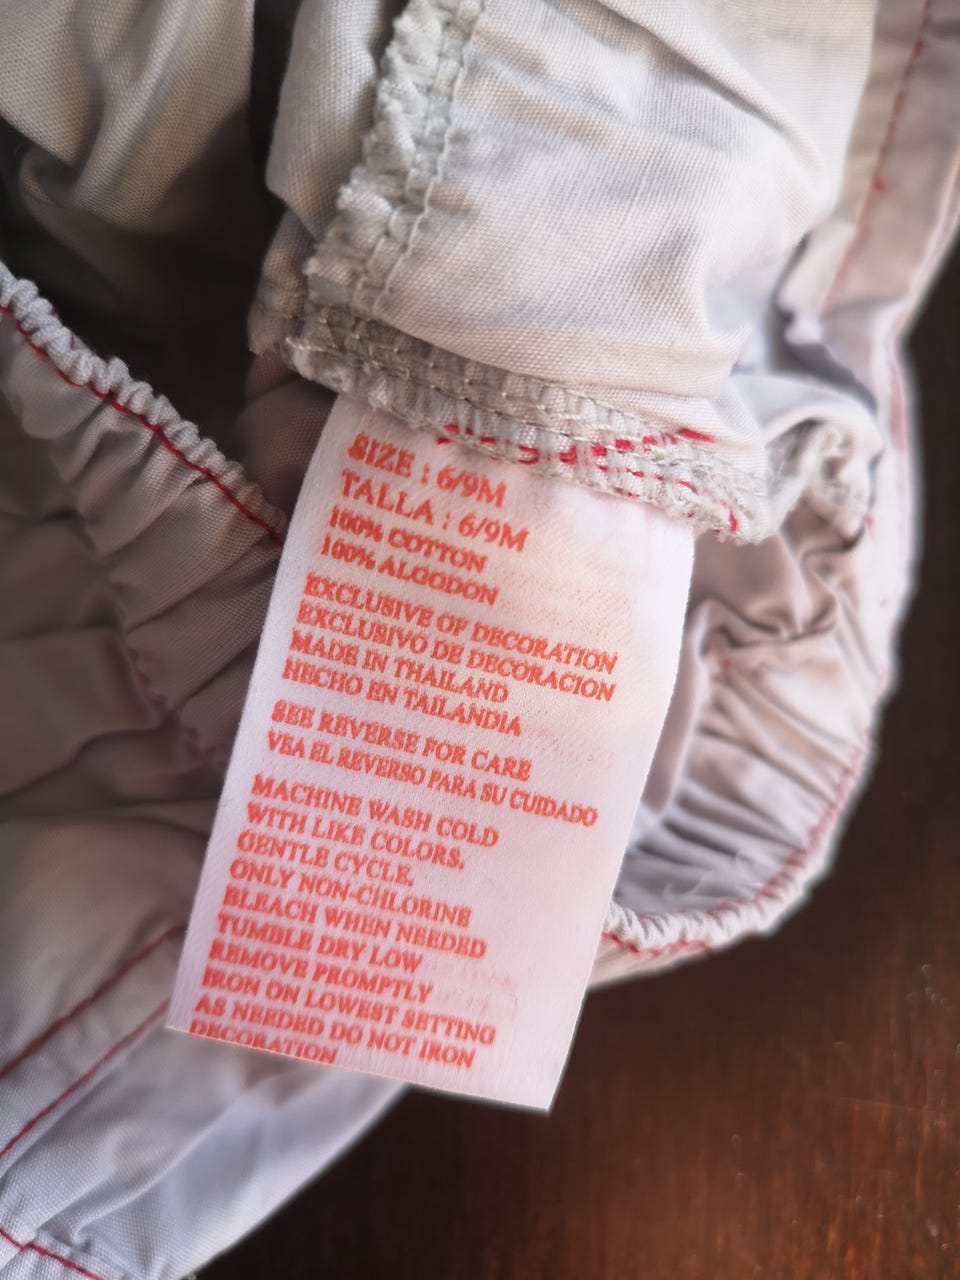 SIZE : 6/9M
TALLA : 6/9M
100% COTTON
100% ALGODON
EXCLUSIVE OF DECORATION
EXCLUSIVO DE DECORACION
MADE IN THAILAND
HECHO EN TAILANDIA
SEE REVERSE FOR CARE
VEA EL REVERSO PARA SU CUIDADO
MACHINE WASH COLD
WITH LIKE COLORS.
GENTLE CYCLE.
ONLY NON-CHLORINE
BLEACH WHEN NEEDED
TUMBLE DRY LOW
REMOVE PROMPTLY
IRON ON LOWEST SETTING
AS NEEDED DO NOT IRON
DECORATION